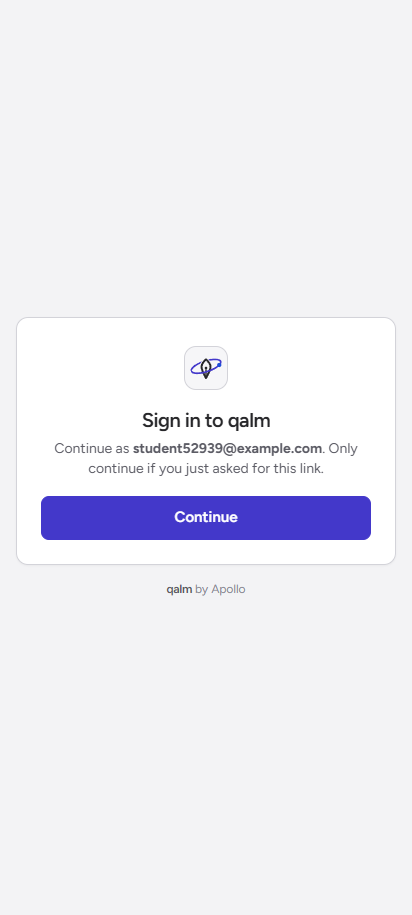 Sign in to qalm
Continue as student52939@example.com. Only
continue if you just asked for this link.
Continue
qalm by Apollo